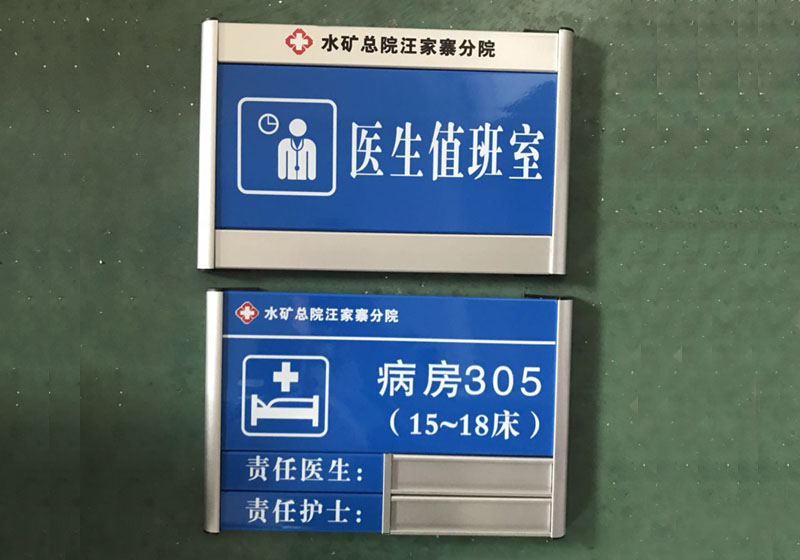 水矿总院汪家寨分院
医生值班室
水矿总院汪家寨分院
病房305
（15~18床）
责任医生：
责任护士：